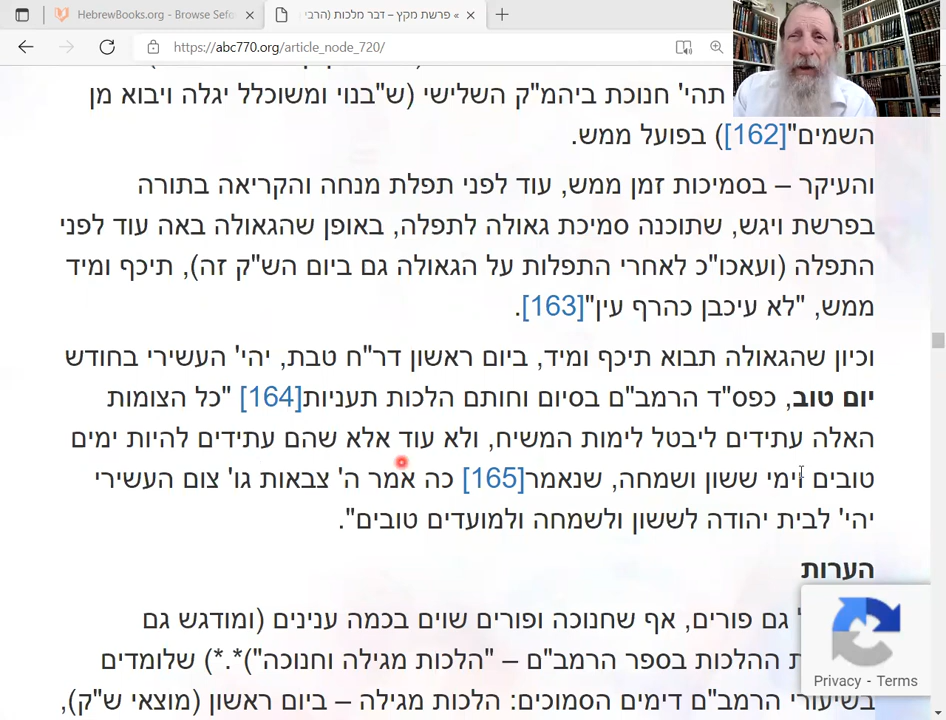 HebrewBooks.org - Browse Sefo
» פרשת מקץ – דבר מלכות (הרבי
https://abc770.org/article_node_720/
תהי' חנוכת ביהמ"ק השלישי (ש"בנוי ומשוכלל יגלה ויבוא מן
השמים"[162]) בפועל ממש.
והעיקר – בסמיכות זמן ממש, עוד לפני תפלת מנחה והקריאה בתורה
בפרשת ויגש, שתוכנה סמיכת גאולה לתפלה, באופן שהגאולה באה עוד לפני
התפלה (ועאכו"כ לאחרי התפלות על הגאולה גם ביום הש"ק זה), תיכף ומיד
ממש, "לא עיכבן כהרף עין"[163].
וכיון שהגאולה תבוא תיכף ומיד, ביום ראשון דר"ח טבת, יהי' העשירי בחודש
יום טוב, כפס"ד הרמב"ם בסיום וחותם הלכות תעניות[164] "כל הצומות
האלה עתידים ליבטל לימות המשיח, ולא עוד אלא שהם עתידים להיות ימים
טובים וימי ששון ושמחה, שנאמר[165] כה אמר ה' צבאות גו' צום העשירי
יהי' לבית יהודה לששון ולשמחה ולמועדים טובים".
הערות
גם פורים, אף שחנוכה ופורים שוים בכמה ענינים (ומודגש גם
ההלכות בספר הרמב"ם – "הלכות מגילה וחנוכה")*.*) שלומדים
בשיעורי הרמב"ם דימים הסמוכים: הלכות מגילה – ביום ראשון (מוצאי ש"ק),
Privacy - Terms